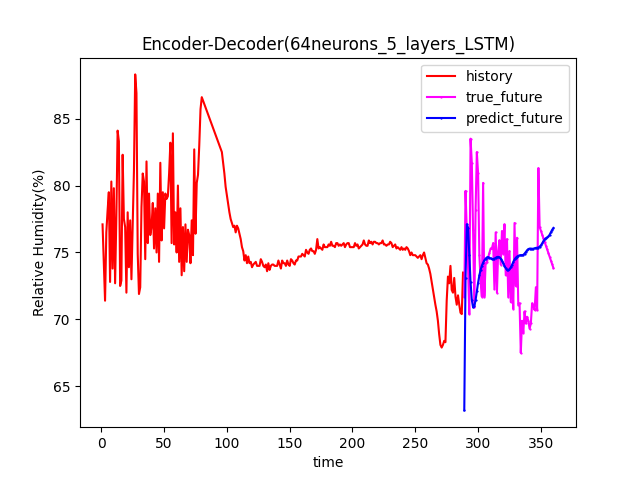 Encoder-Decoder(64neurons_5_layers_LSTM)
history
true_future
predict_future
Relative Humidity(%)
85
80
75
70
65
0 50 100 150 200 250 300 350
time